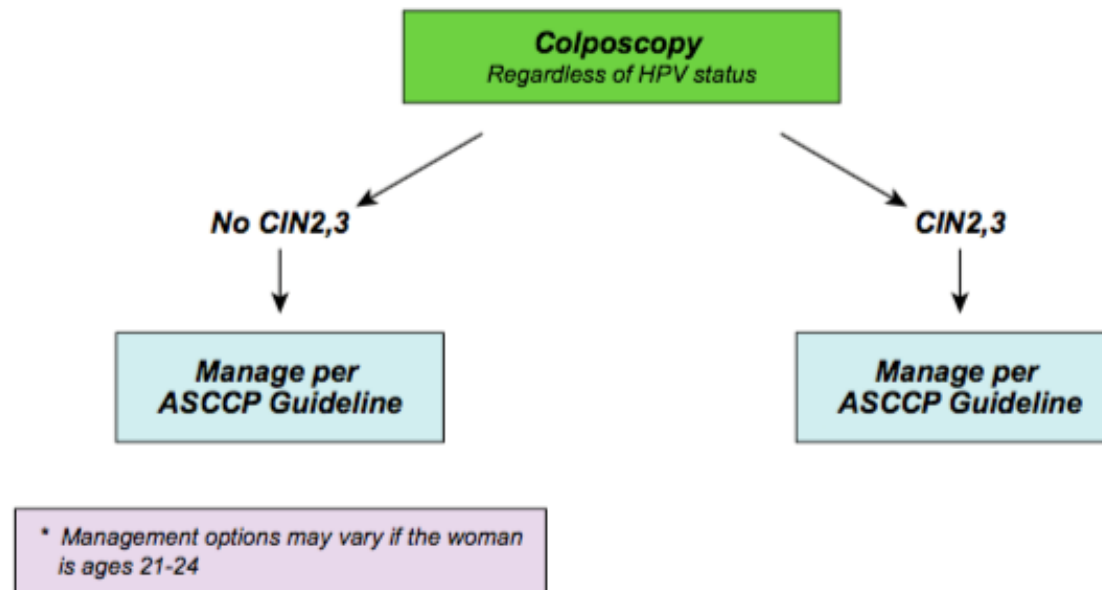 Colposcopy
Regardless of HPV status
No CIN2,3
CIN2,3
Manage per
ASCCP Guideline
Manage per
ASCCP Guideline
* Management options may vary if the woman
is ages 21-24